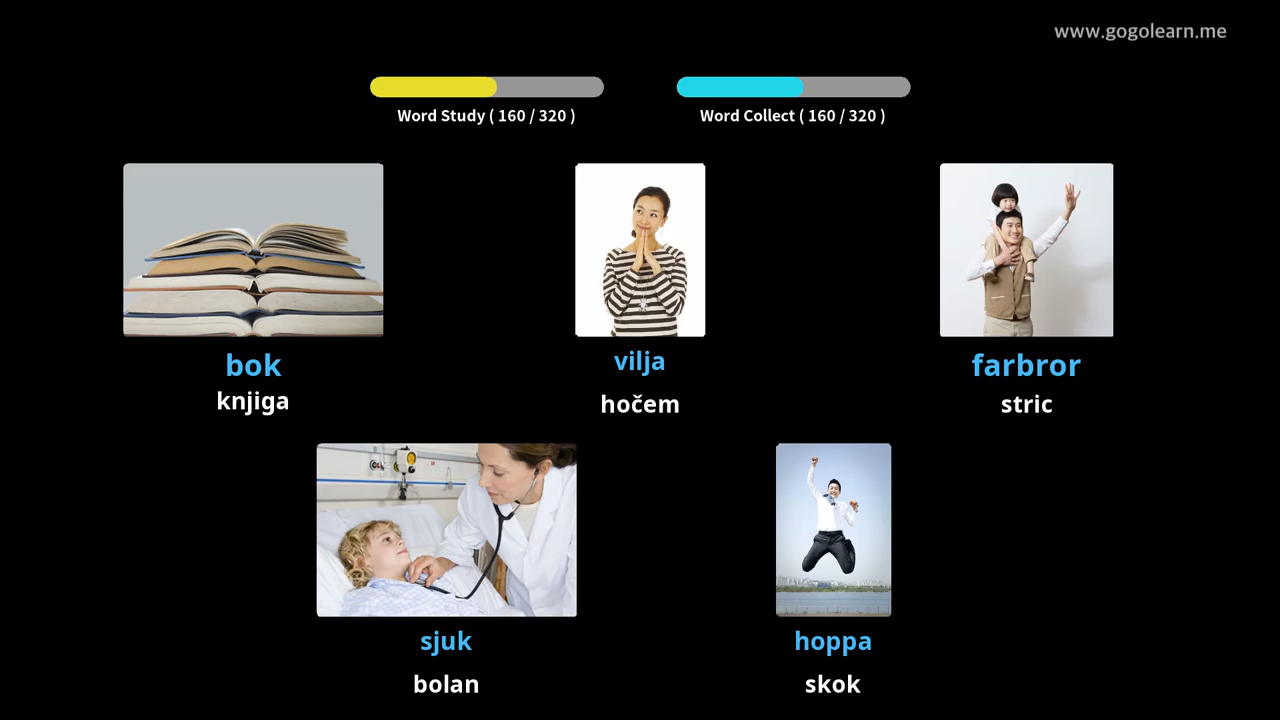 www.gogolearn.me
Word Study ( 160 / 320 )
Word Collect ( 160 / 320 )
bok
knjiga
vilja
hočem
farbror
stric
sjuk
bolan
hoppa
skok